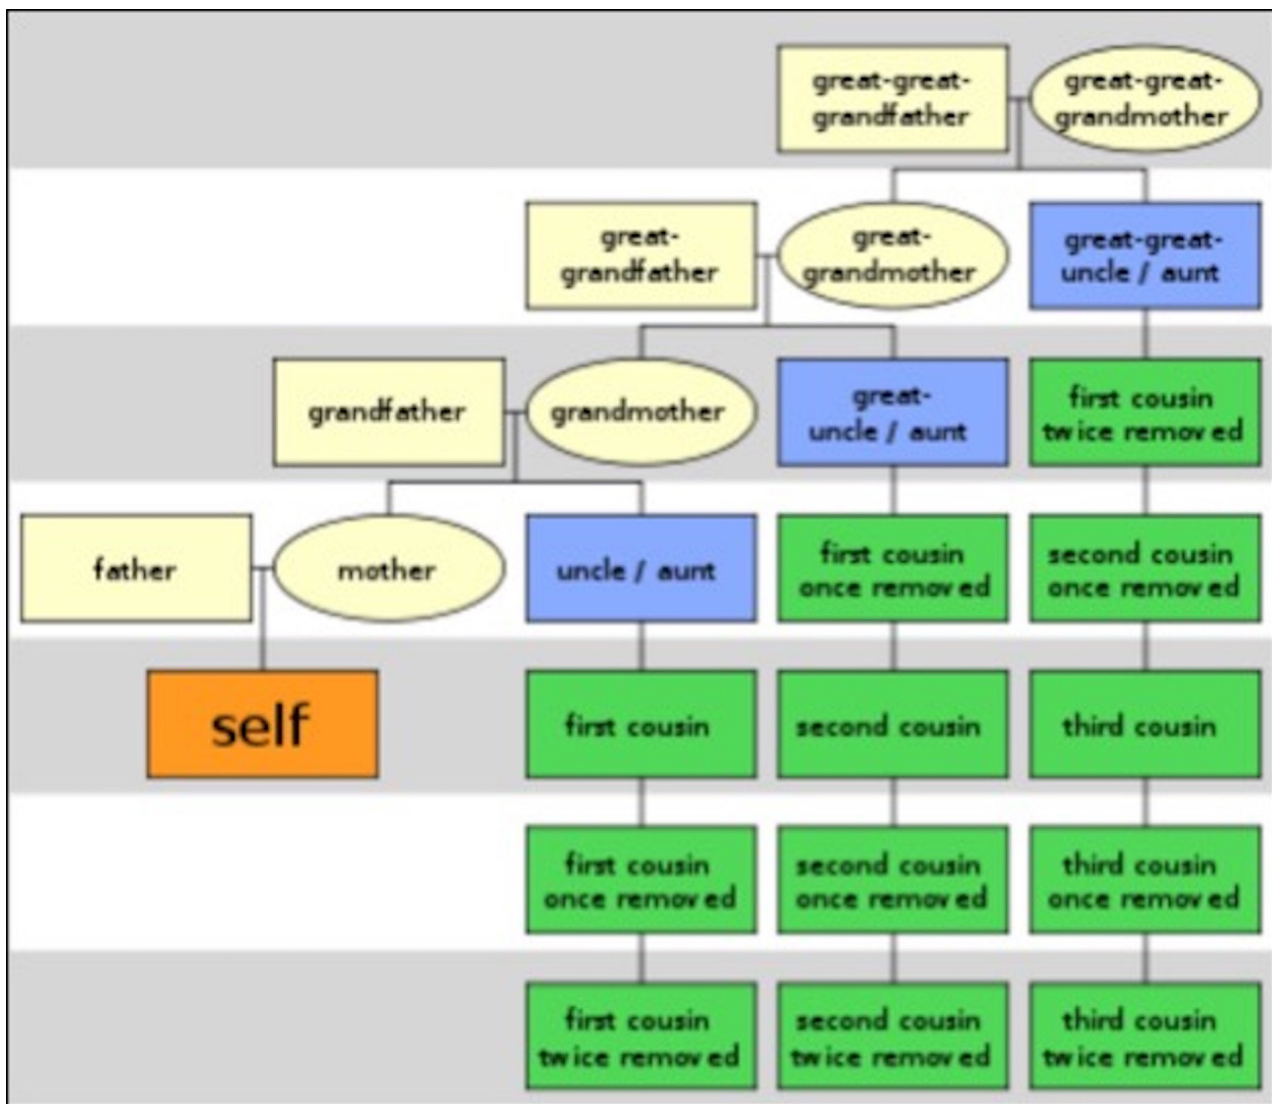 great-great-
grandfather
great-great-
grandmother
great-
grandfather
great-
grandmother
great-great-
uncle / aunt
grandfather
grandmother
great-
uncle / aunt
first cousin
twice removed
father
mother
uncle / aunt
first cousin
once removed
second cousin
once removed
self
first cousin
second cousin
third cousin
first cousin
once removed
second cousin
once removed
third cousin
once removed
first cousin
twice removed
second cousin
twice removed
third cousin
twice removed